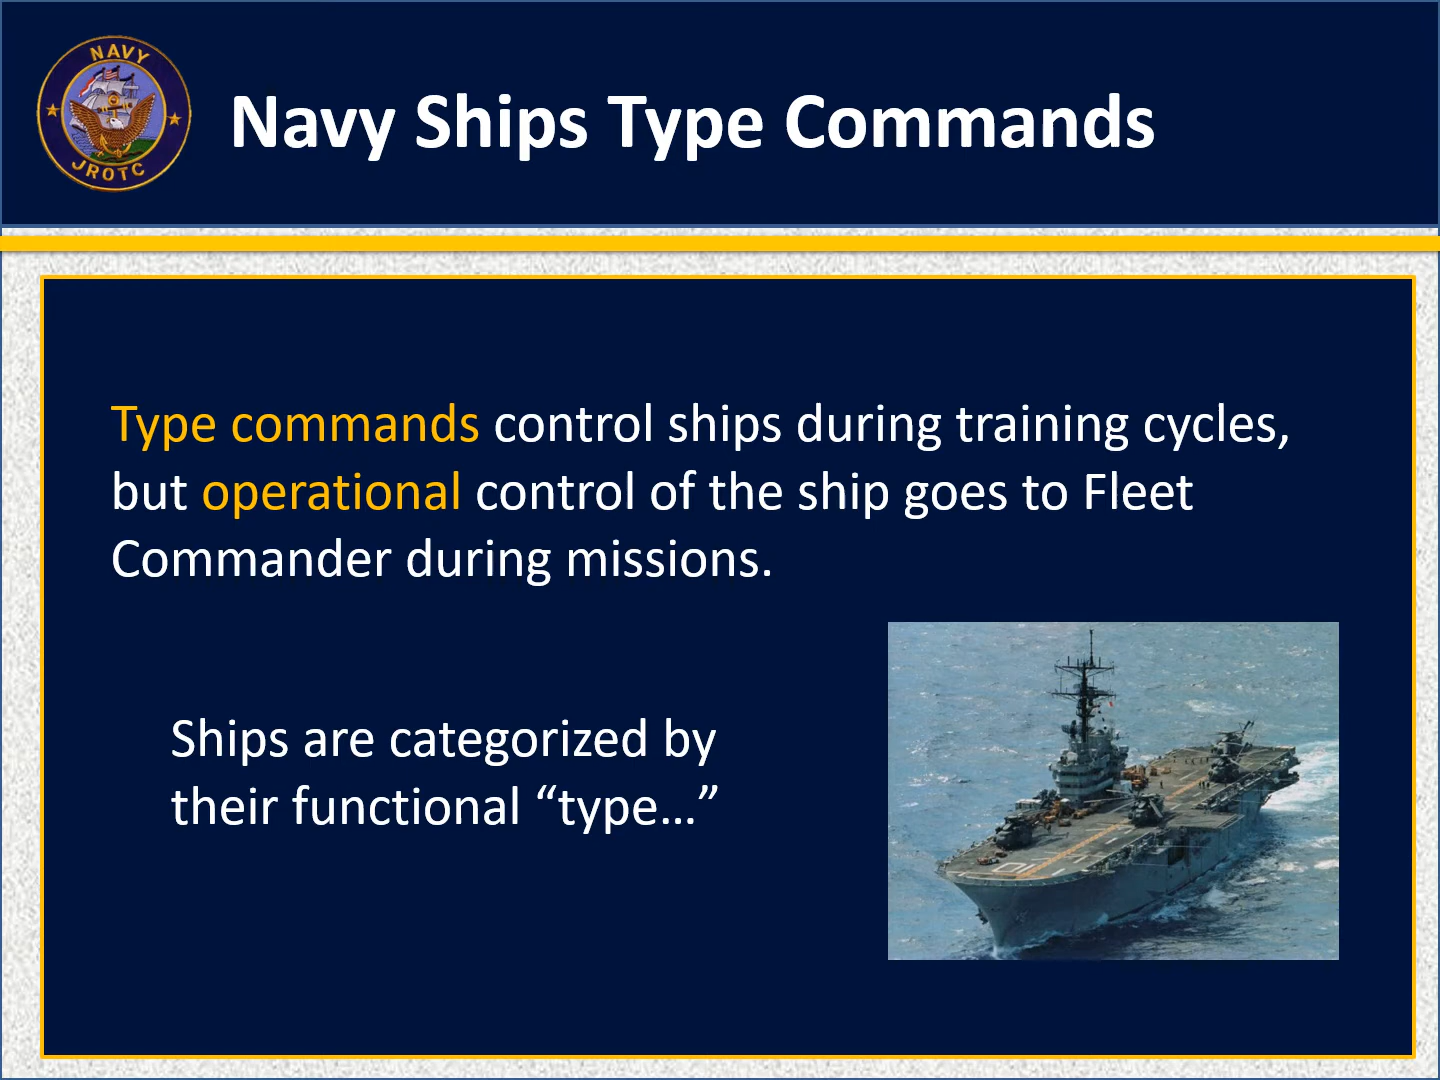 NAVY
JROTC
Navy Ships Type Commands
Type commands control ships during training cycles,
but operational control of the ship goes to Fleet
Commander during missions.
Ships are categorized by
their functional “type…”